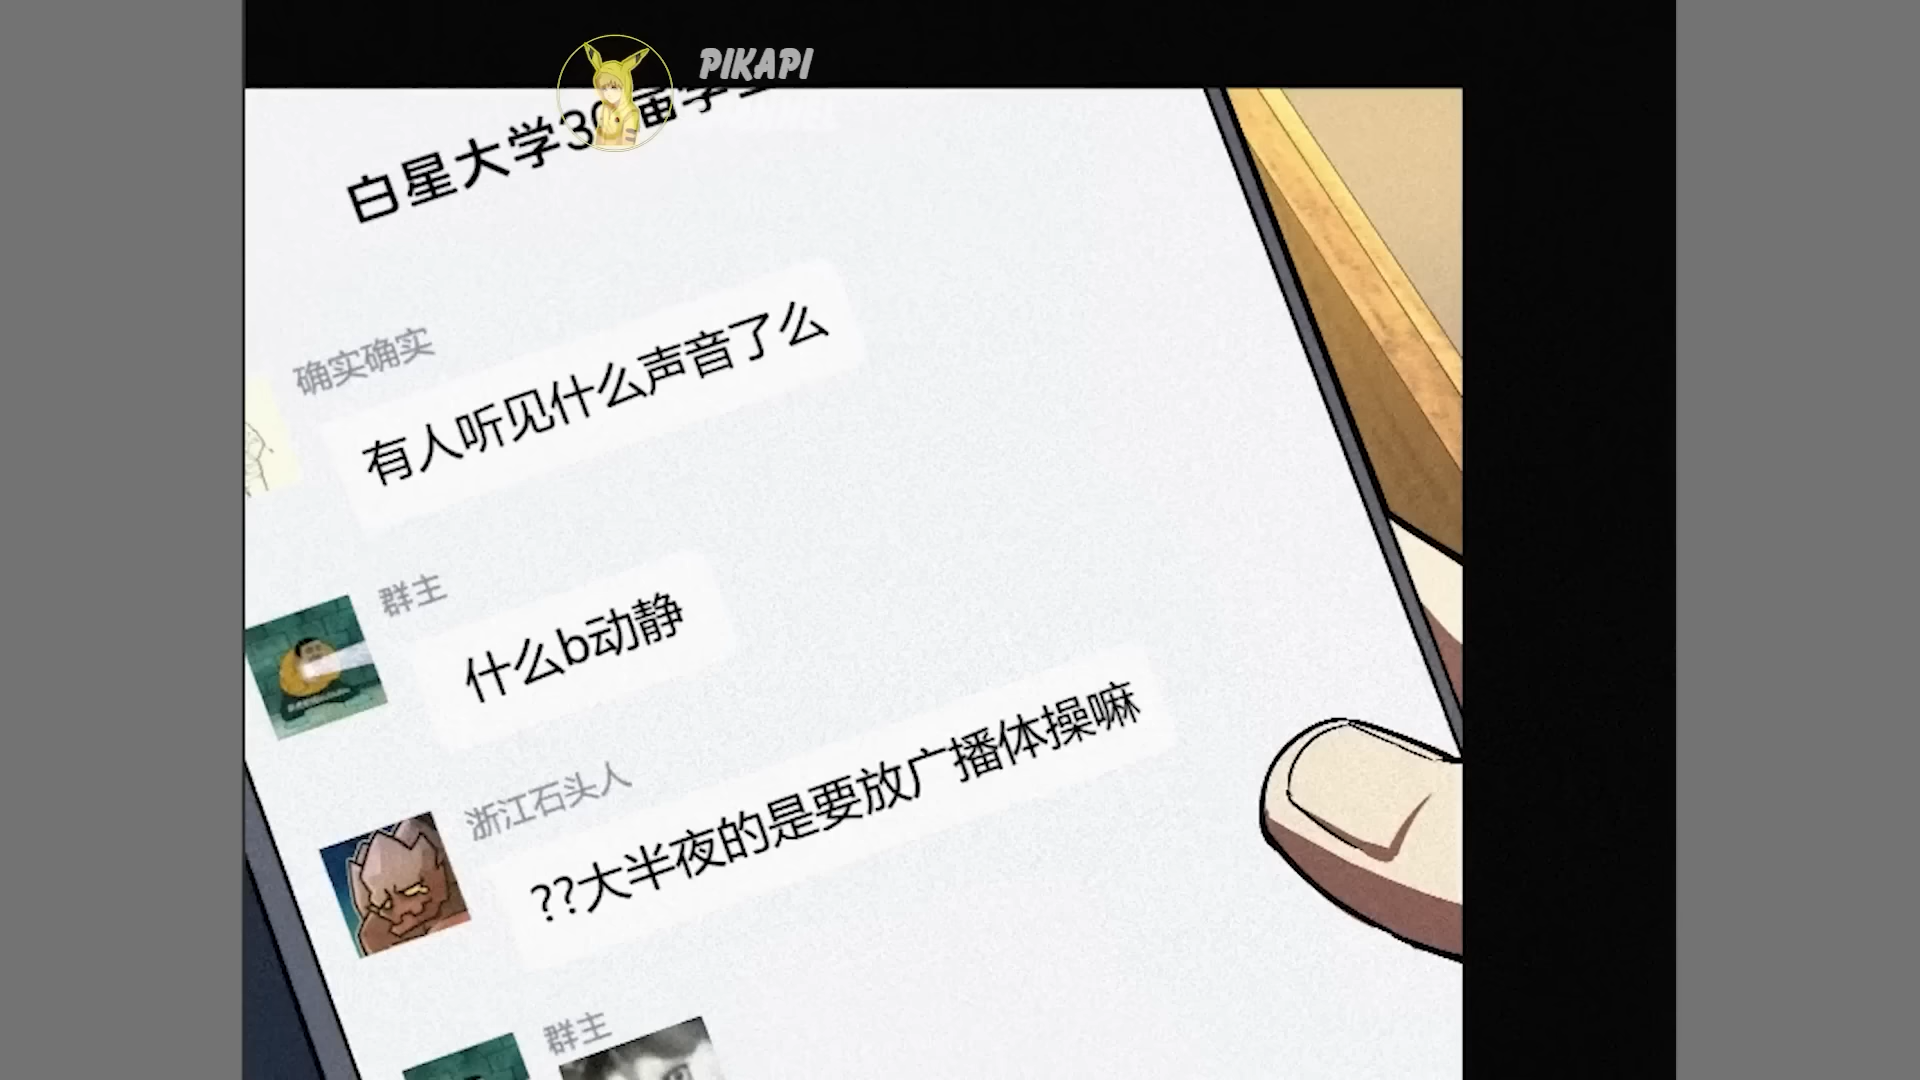 PIKAPI
白星大学3届学
确实确实
有人听见什么声音了么
群主
什么b动静
浙江石头人
??大半夜的是要放广播体操嘛
群主